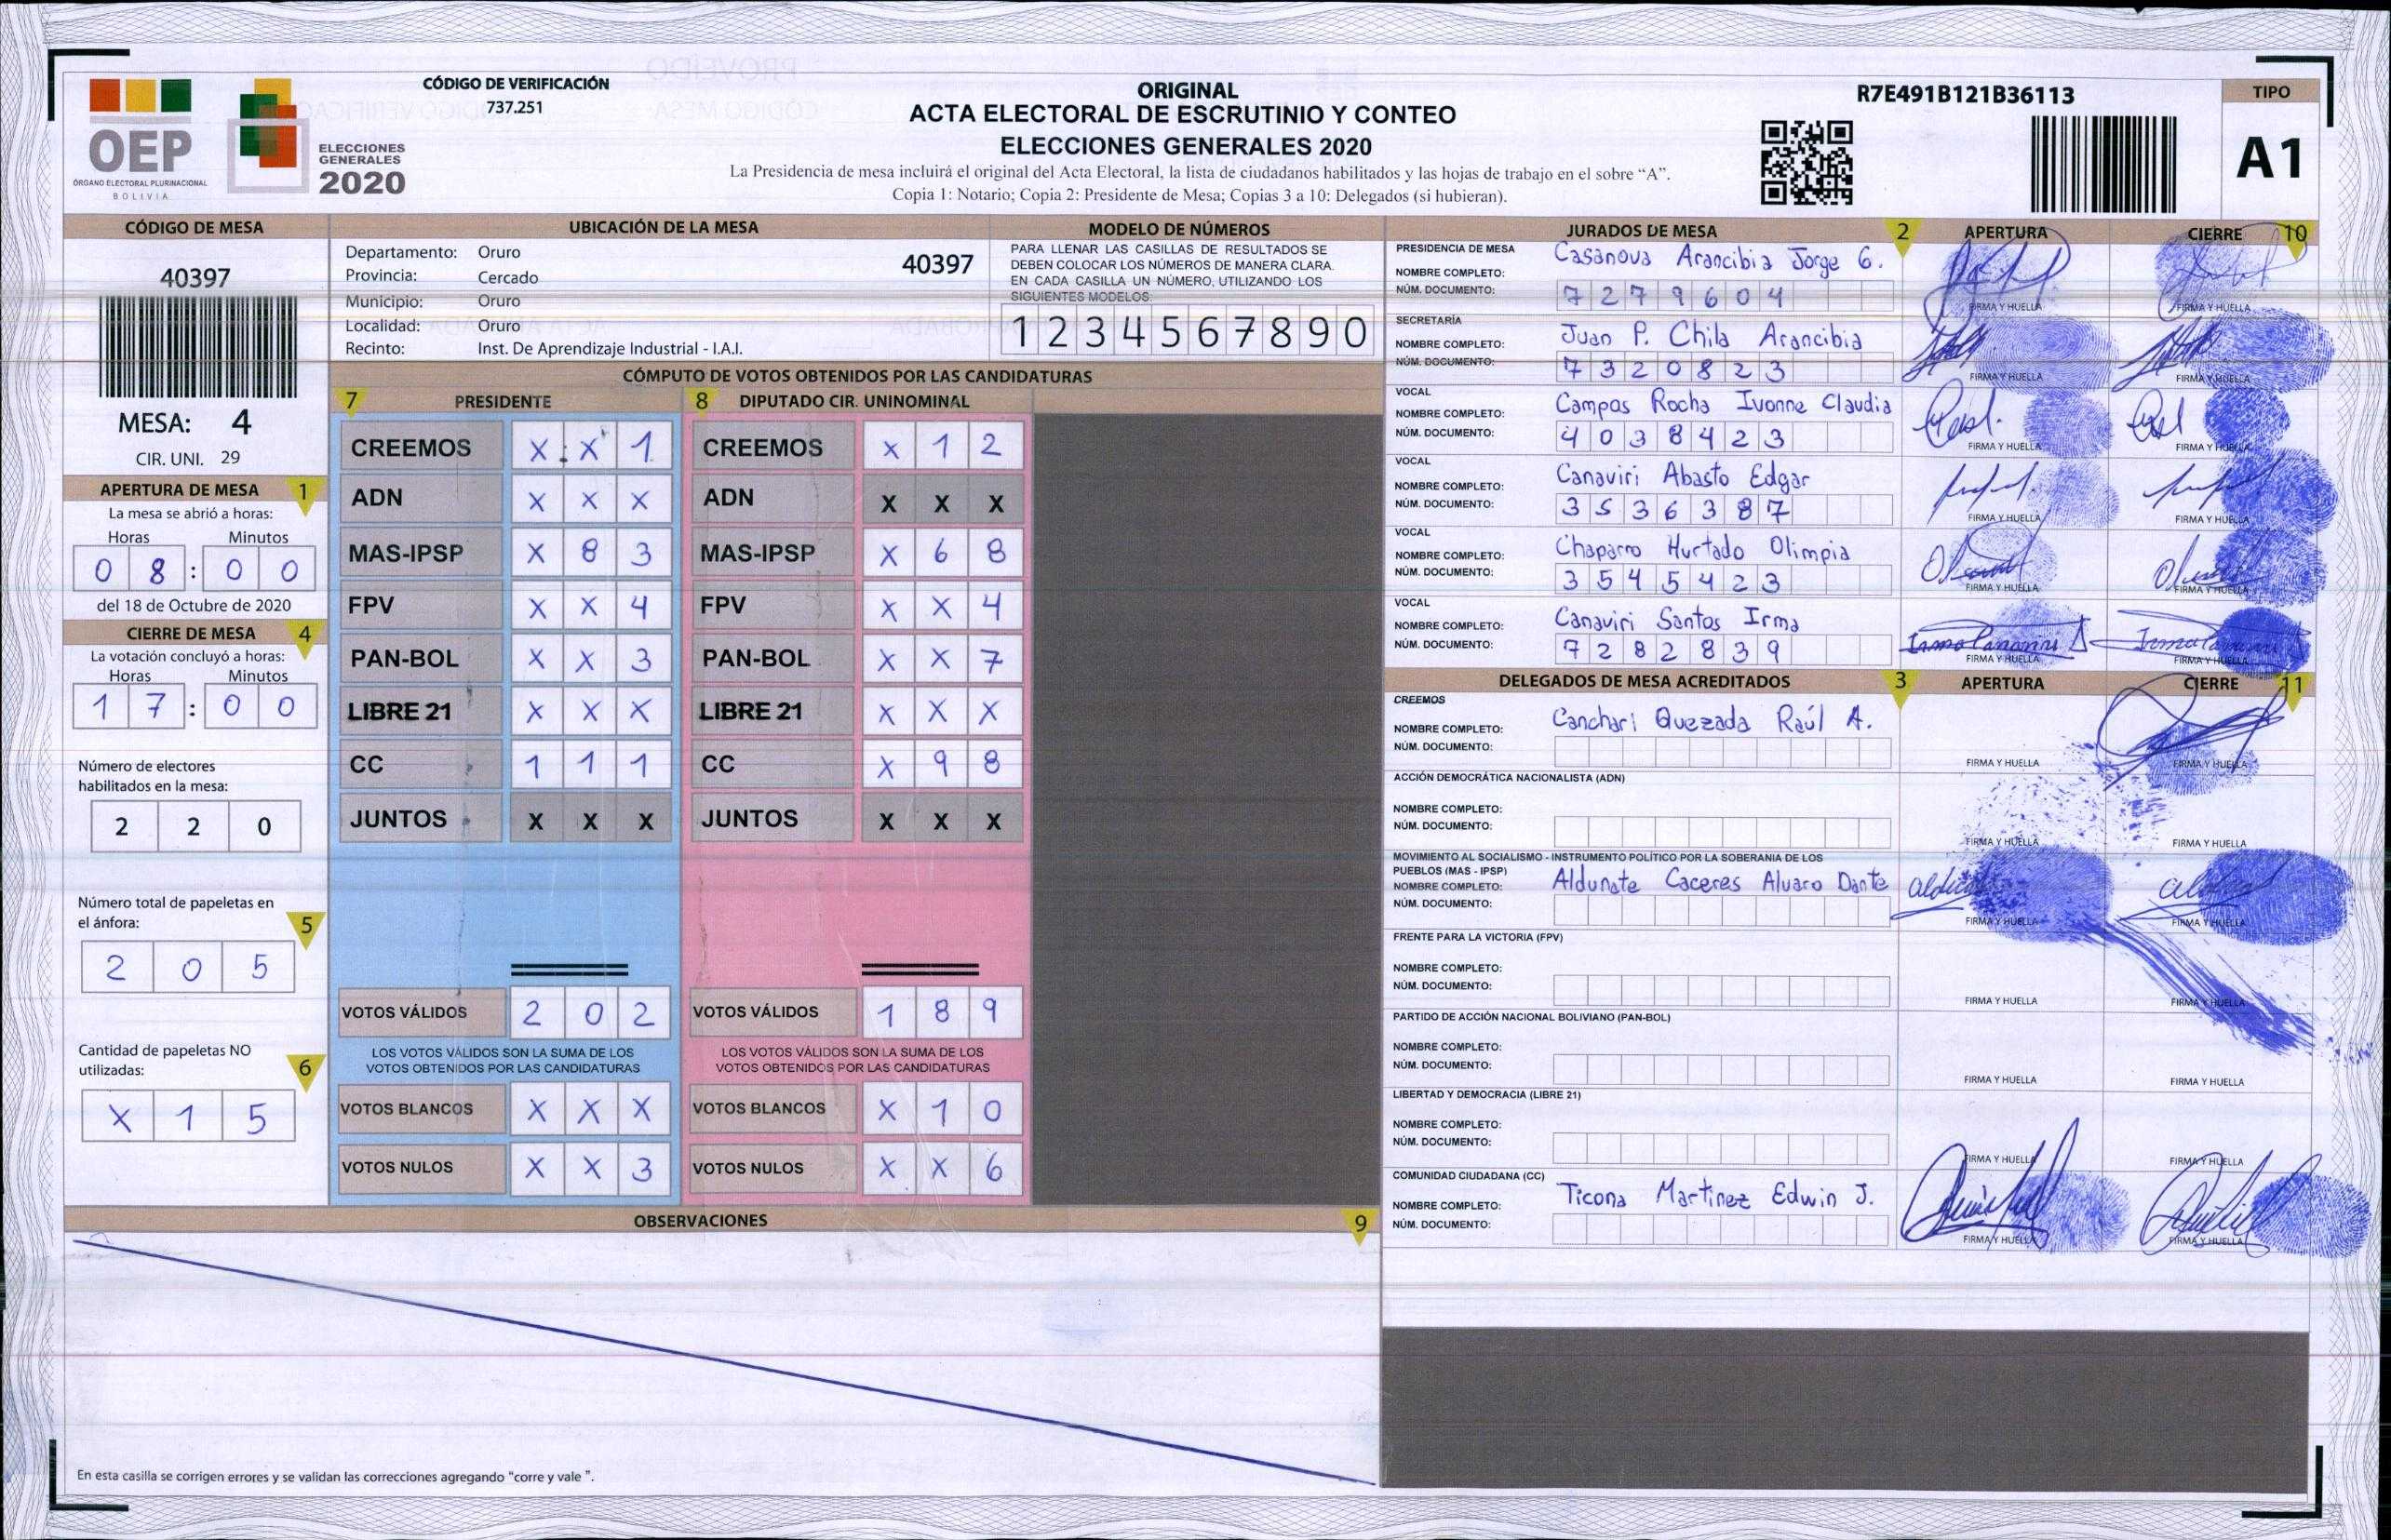 CÓDIGO DE VERIFICACIÓN
737.251
OEP
ÓRGANO ELECTORAL PLURINACIONAL
BOLIVIA
ELECCIONES
GENERALES
2020
ORIGINAL
ACTA ELECTORAL DE ESCRUTINIO Y CONTEO
ELECCIONES GENERALES 2020
La Presidencia de mesa incluirá el original del Acta Electoral, la lista de ciudadanos habilitados y las hojas de trabajo en el sobre “A”.
Copia 1: Notario; Copia 2: Presidente de Mesa; Copias 3 a 10: Delegados (si hubieran).
R7E491B121B36113
TIPO
A1
CÓDIGO DE MESA
40397
MESA: 4
CIR. UNI. 29
APERTURA DE MESA 1
La mesa se abrió a horas:
Horas Minutos
0 8 : 0 0
del 18 de Octubre de 2020
CIERRE DE MESA 4
La votación concluyó a horas:
Horas Minutos
1 7 : 0 0
Número de electores
habilitados en la mesa:
2 2 0
Número total de papeletas en
el ánfora: 5
2 0 5
Cantidad de papeletas NO
utilizadas: 6
X 1 5
UBICACIÓN DE LA MESA
Departamento: Oruro
Provincia: Cercado
Municipio: Oruro
Localidad: Oruro
Recinto: Inst. De Aprendizaje Industrial - I.A.I.
40397
MODELO DE NÚMEROS
PARA LLENAR LAS CASILLAS DE RESULTADOS SE
DEBEN COLOCAR LOS NÚMEROS DE MANERA CLARA.
EN CADA CASILLA UN NÚMERO, UTILIZANDO LOS
SIGUIENTES MODELOS:
1 2 3 4 5 6 7 8 9 0
CÓMPUTO DE VOTOS OBTENIDOS POR LAS CANDIDATURAS
7 PRESIDENTE
CREEMOS X X 1
ADN X X X
MAS-IPSP X 8 3
FPV X X 4
PAN-BOL X X 3
LIBRE 21 X X X
CC 1 1 1
JUNTOS X X X
VOTOS VÁLIDOS 2 0 2
LOS VOTOS VÁLIDOS SON LA SUMA DE LOS
VOTOS OBTENIDOS POR LAS CANDIDATURAS
VOTOS BLANCOS X X X
VOTOS NULOS X X 3
8 DIPUTADO CIR. UNINOMINAL
CREEMOS X 1 2
ADN X X X
MAS-IPSP X 6 8
FPV X X 4
PAN-BOL X X 7
LIBRE 21 X X X
CC X 9 8
JUNTOS X X X
VOTOS VÁLIDOS 1 8 9
LOS VOTOS VÁLIDOS SON LA SUMA DE LOS
VOTOS OBTENIDOS POR LAS CANDIDATURAS
VOTOS BLANCOS X 1 0
VOTOS NULOS X X 6
OBSERVACIONES 9
En esta casilla se corrigen errores y se validan las correcciones agregando “corre y vale ”.
JURADOS DE MESA 2 APERTURA CIERRE 10
PRESIDENCIA DE MESA
NOMBRE COMPLETO: Casanova Arancibia Jorge G.
NÚM. DOCUMENTO: 7279604
FIRMA Y HUELLA FIRMA Y HUELLA
SECRETARÍA
NOMBRE COMPLETO: Juan P. Chila Arancibia
NÚM. DOCUMENTO: 7320823
FIRMA Y HUELLA FIRMA Y HUELLA
VOCAL
NOMBRE COMPLETO: Campos Rocha Ivonne Claudia
NÚM. DOCUMENTO: 4038423
FIRMA Y HUELLA FIRMA Y HUELLA
VOCAL
NOMBRE COMPLETO: Canaviri Abasto Edgar
NÚM. DOCUMENTO: 3536387
FIRMA Y HUELLA FIRMA Y HUELLA
VOCAL
NOMBRE COMPLETO: Chaparro Hurtado Olimpia
NÚM. DOCUMENTO: 3545423
FIRMA Y HUELLA FIRMA Y HUELLA
VOCAL
NOMBRE COMPLETO: Canaviri Santos Irma
NÚM. DOCUMENTO: 7282839
FIRMA Y HUELLA FIRMA Y HUELLA
DELEGADOS DE MESA ACREDITADOS 3 APERTURA CIERRE 11
CREEMOS
NOMBRE COMPLETO: Canchari Quezada Raúl A.
NÚM. DOCUMENTO:
FIRMA Y HUELLA FIRMA Y HUELLA
ACCIÓN DEMOCRÁTICA NACIONALISTA (ADN)
NOMBRE COMPLETO:
NÚM. DOCUMENTO:
FIRMA Y HUELLA FIRMA Y HUELLA
MOVIMIENTO AL SOCIALISMO - INSTRUMENTO POLÍTICO POR LA SOBERANIA DE LOS
PUEBLOS (MAS - IPSP)
NOMBRE COMPLETO: Aldunate Caceres Alvaro Dante
NÚM. DOCUMENTO:
FIRMA Y HUELLA FIRMA Y HUELLA
FRENTE PARA LA VICTORIA (FPV)
NOMBRE COMPLETO:
NÚM. DOCUMENTO:
FIRMA Y HUELLA FIRMA Y HUELLA
PARTIDO DE ACCIÓN NACIONAL BOLIVIANO (PAN-BOL)
NOMBRE COMPLETO:
NÚM. DOCUMENTO:
FIRMA Y HUELLA FIRMA Y HUELLA
LIBERTAD Y DEMOCRACIA (LIBRE 21)
NOMBRE COMPLETO:
NÚM. DOCUMENTO:
FIRMA Y HUELLA FIRMA Y HUELLA
COMUNIDAD CIUDADANA (CC)
NOMBRE COMPLETO: Ticona Martinez Edwin J.
NÚM. DOCUMENTO:
FIRMA Y HUELLA FIRMA Y HUELLA